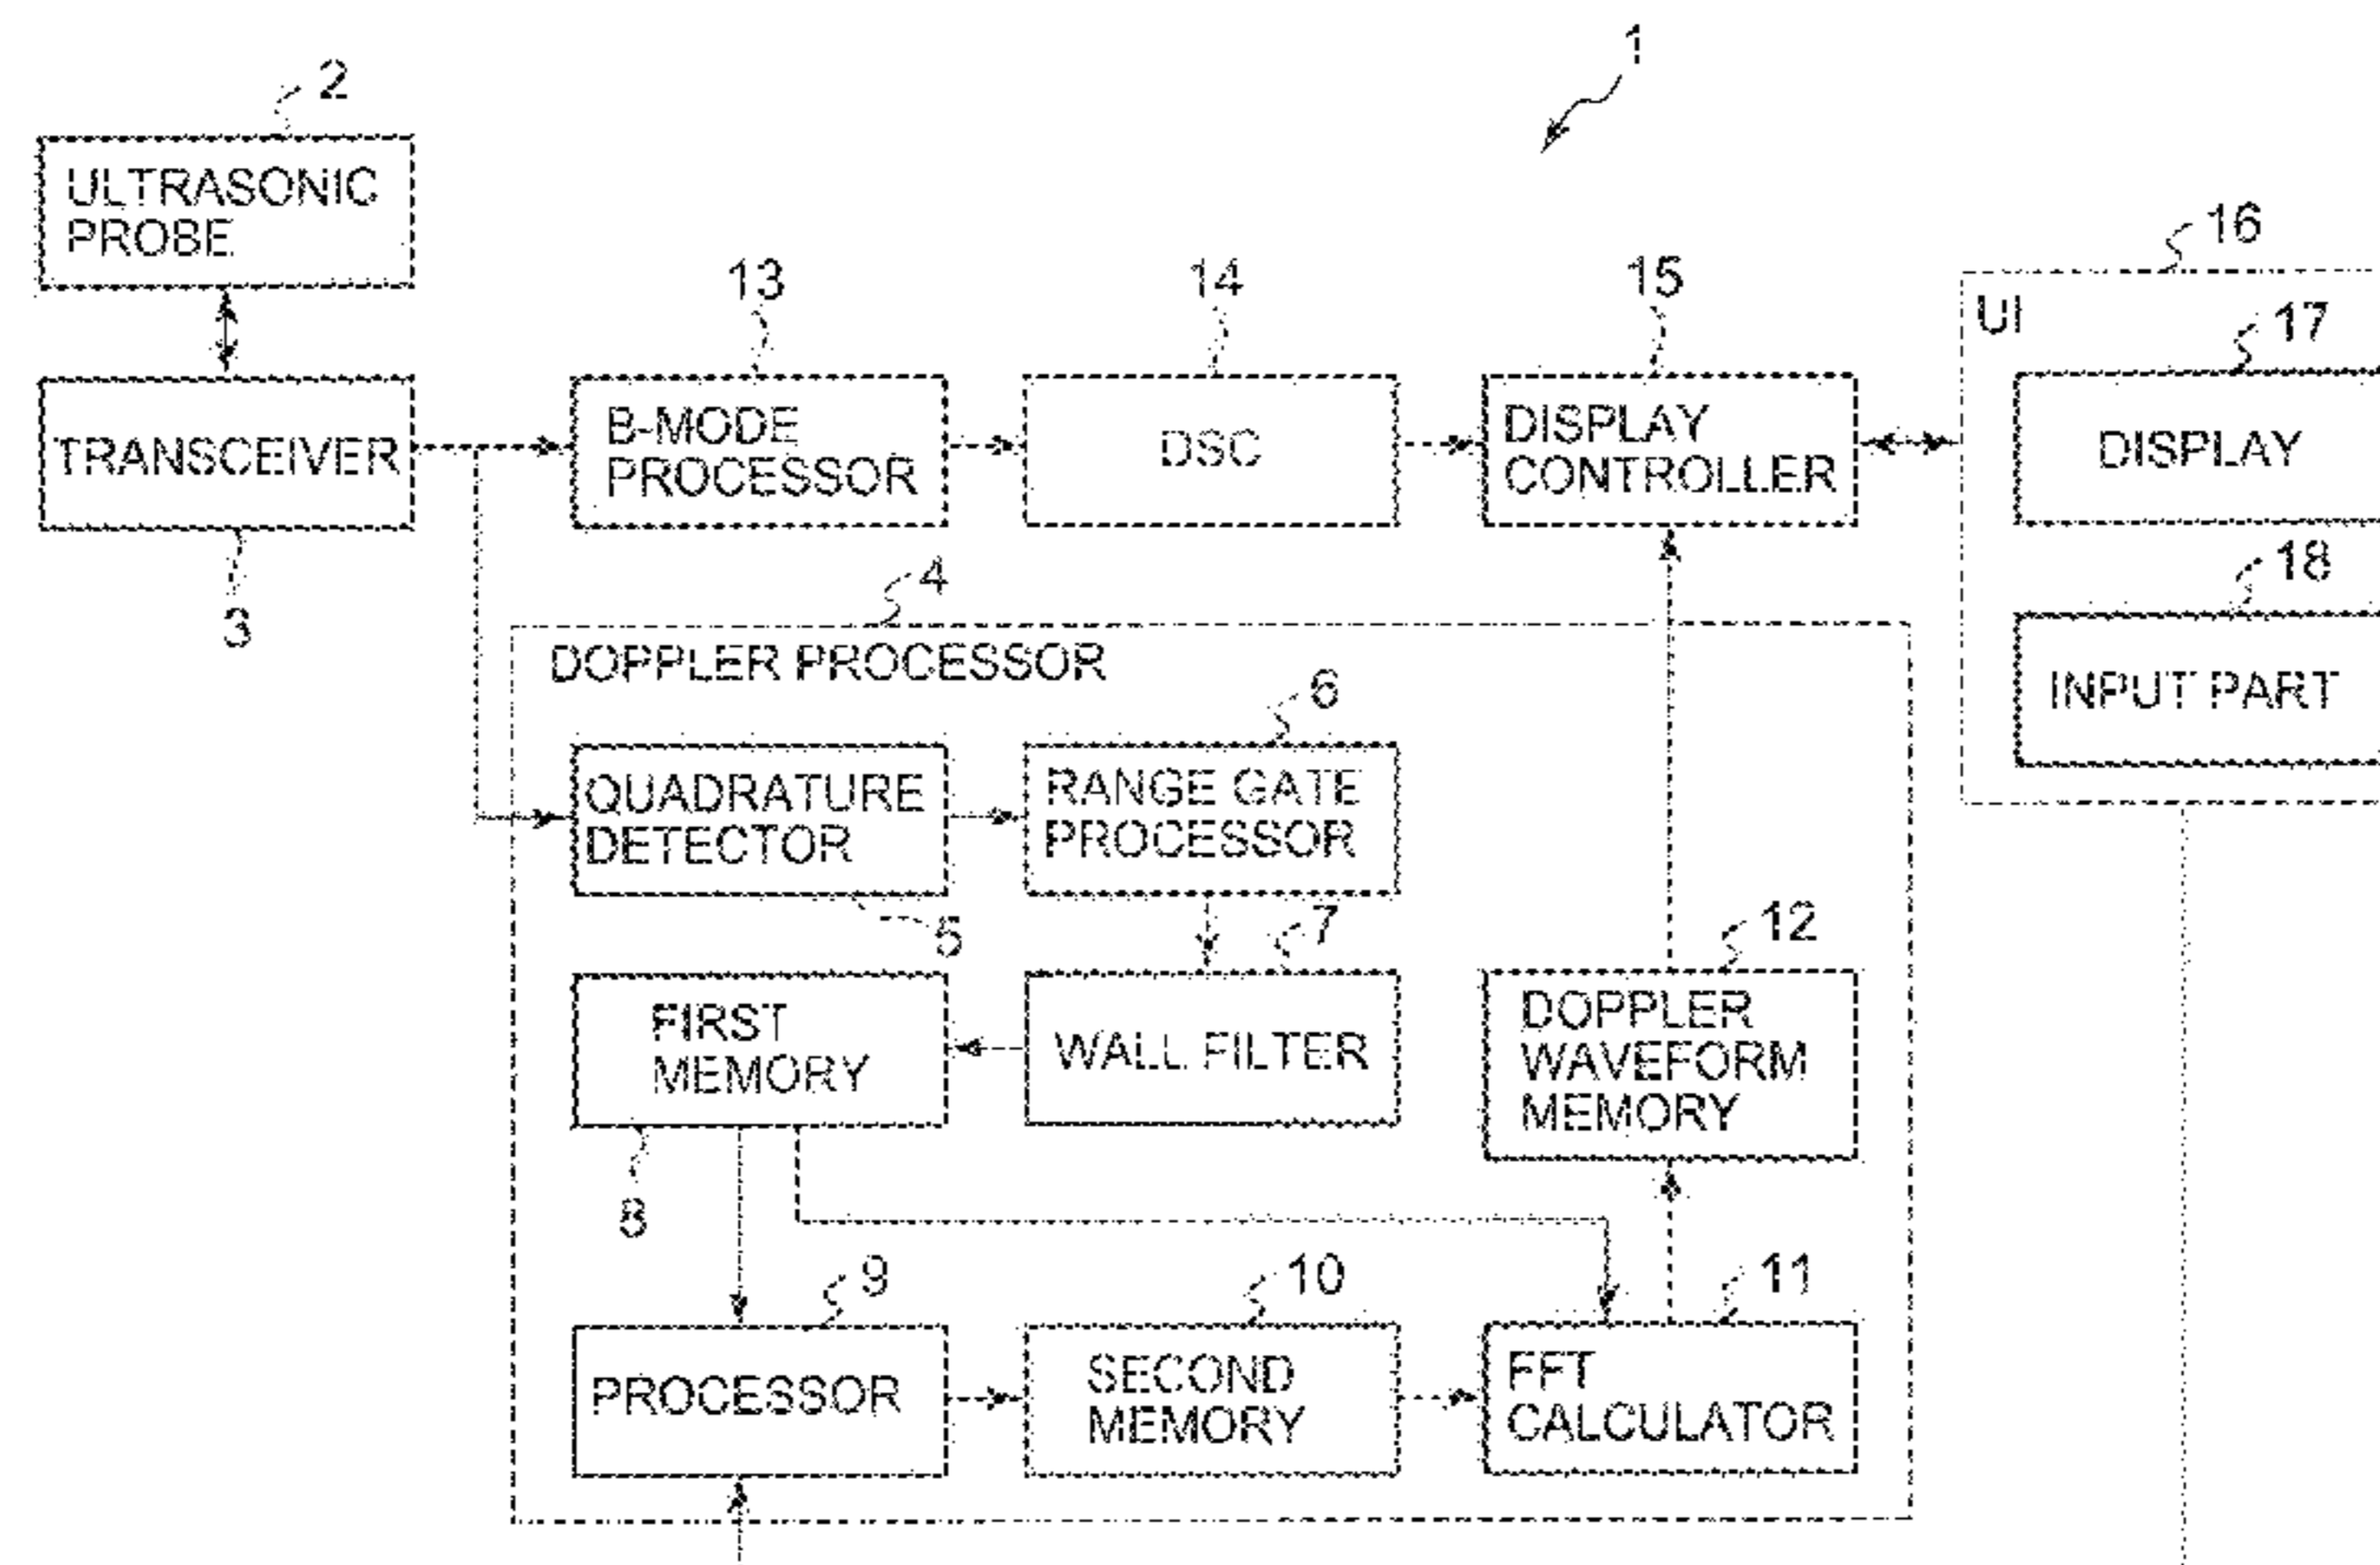 1
2
ULTRASONIC
PROBE
16
13
14
15
UI
17
TRANSCEIVER
B-MODE
PROCESSOR
DSC
DISPLAY
CONTROLLER
DISPLAY
3
4
18
DOPPLER PROCESSOR
INPUT PART
6
QUADRATURE
DETECTOR
RANGE GATE
PROCESSOR
5
7
12
FIRST
MEMORY
WALL FILTER
DOPPLER
WAVEFORM
MEMORY
8
9
10
11
PROCESSOR
SECOND
MEMORY
FFT
CALCULATOR